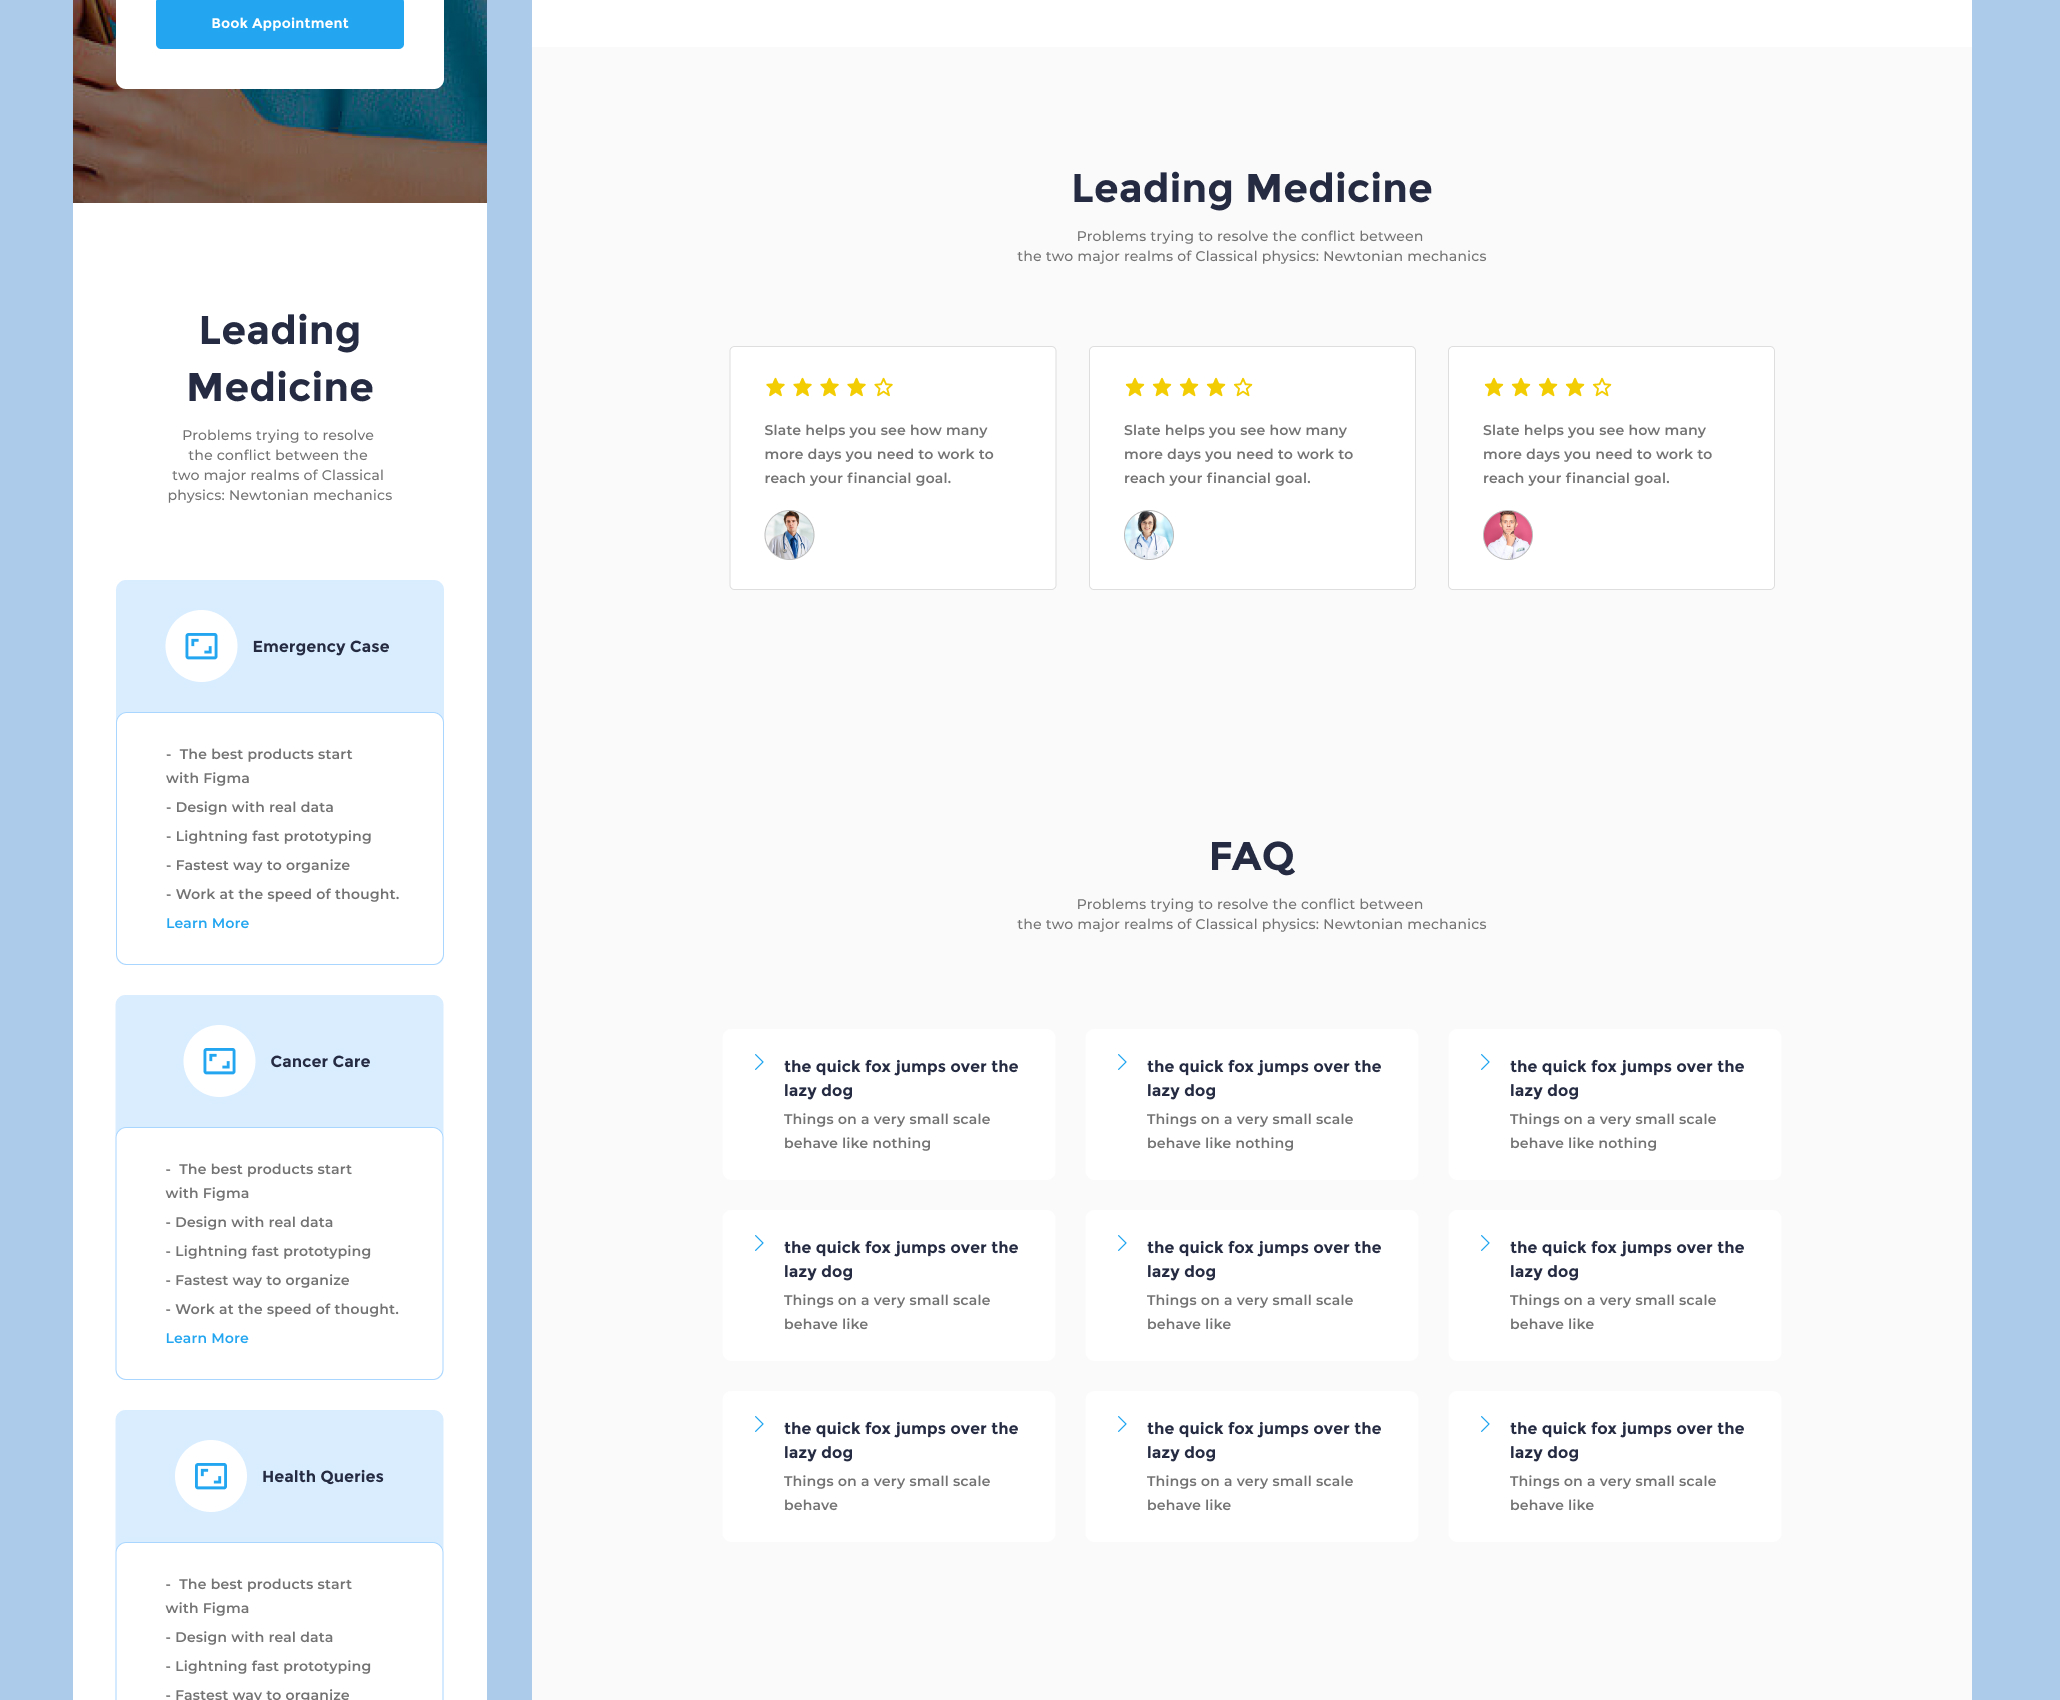 Book Appointment
Leading
Medicine
Problems trying to resolve
the conflict between the
two major realms of Classical
physics: Newtonian mechanics
Emergency Case
-  The best products start
with Figma
- Design with real data
- Lightning fast prototyping
- Fastest way to organize
- Work at the speed of thought.
Learn More
Cancer Care
-  The best products start
with Figma
- Design with real data
- Lightning fast prototyping
- Fastest way to organize
- Work at the speed of thought.
Learn More
Health Queries
-  The best products start
with Figma
- Design with real data
- Lightning fast prototyping
- Fastest way to organize
Leading Medicine
Problems trying to resolve the conflict between
the two major realms of Classical physics: Newtonian mechanics
Slate helps you see how many
more days you need to work to
reach your financial goal.
Slate helps you see how many
more days you need to work to
reach your financial goal.
Slate helps you see how many
more days you need to work to
reach your financial goal.
FAQ
Problems trying to resolve the conflict between
the two major realms of Classical physics: Newtonian mechanics
the quick fox jumps over the
lazy dog
Things on a very small scale
behave like nothing
the quick fox jumps over the
lazy dog
Things on a very small scale
behave like nothing
the quick fox jumps over the
lazy dog
Things on a very small scale
behave like nothing
the quick fox jumps over the
lazy dog
Things on a very small scale
behave like
the quick fox jumps over the
lazy dog
Things on a very small scale
behave like
the quick fox jumps over the
lazy dog
Things on a very small scale
behave like
the quick fox jumps over the
lazy dog
Things on a very small scale
behave
the quick fox jumps over the
lazy dog
Things on a very small scale
behave like
the quick fox jumps over the
lazy dog
Things on a very small scale
behave like